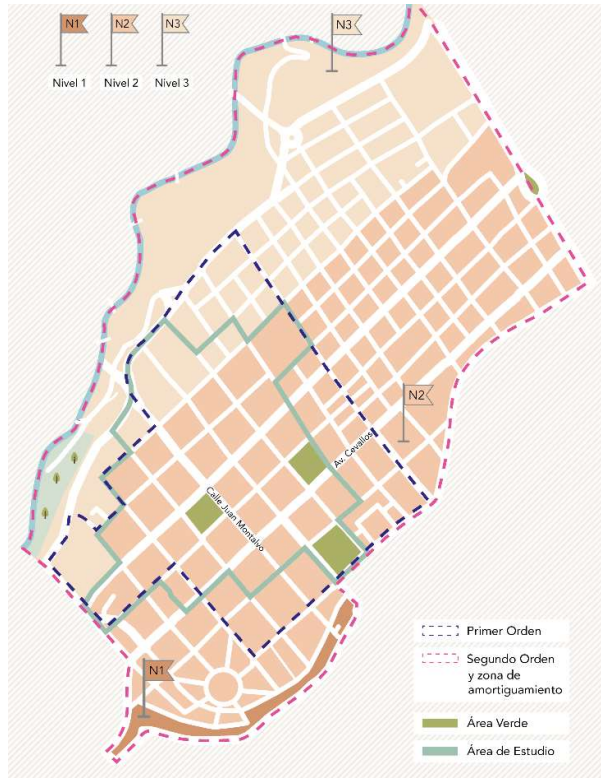 N1
N2
N3
Nivel 1
Nivel 2
Nivel 3
N3
N2
Av. Cevallos
Calle Juan Montalvo
N1
Primer Orden
Segundo Orden
y zona de
amortiguamiento
Área Verde
Área de Estudio